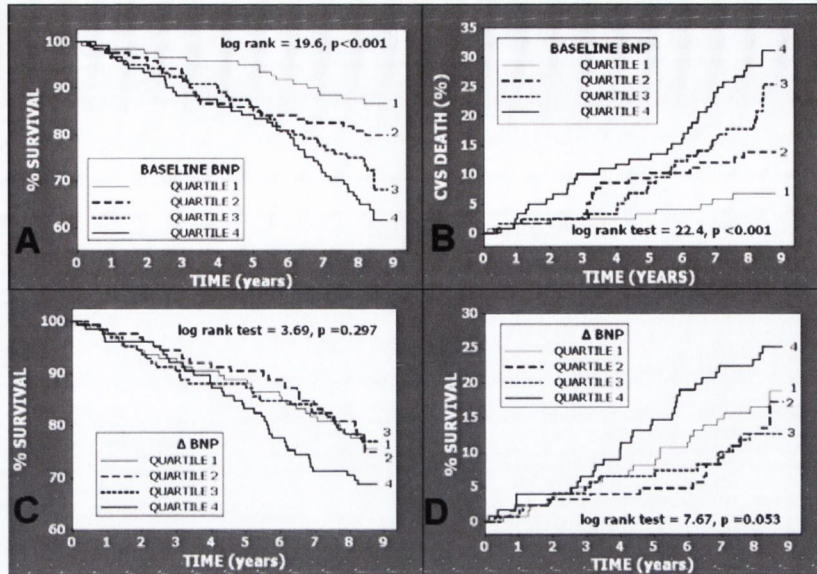 100
90
80
70
60
% SURVIVAL
log rank = 19.6, p<0.001
BASELINE BNP
QUARTILE 1
QUARTILE 2
QUARTILE 3
QUARTILE 4
1
2
3
4
0 1 2 3 4 5 6 7 8 9
TIME (years)
A
35
30
25
20
15
10
5
0
CVS DEATH (%)
BASELINE BNP
QUARTILE 1
QUARTILE 2
QUARTILE 3
QUARTILE 4
4
3
2
1
log rank test = 22.4, p <0.001
0 1 2 3 4 5 6 7 8 9
TIME (YEARS)
B
100
90
80
70
60
% SURVIVAL
log rank test = 3.69, p =0.297
Δ BNP
QUARTILE 1
QUARTILE 2
QUARTILE 3
QUARTILE 4
3
1
2
4
0 1 2 3 4 5 6 7 8 9
TIME (years)
C
30
25
20
15
10
5
0
% SURVIVAL
Δ BNP
QUARTILE 1
QUARTILE 2
QUARTILE 3
QUARTILE 4
4
1
2
3
log rank test = 7.67, p =0.053
0 1 2 3 4 5 6 7 8 9
TIME (years)
D